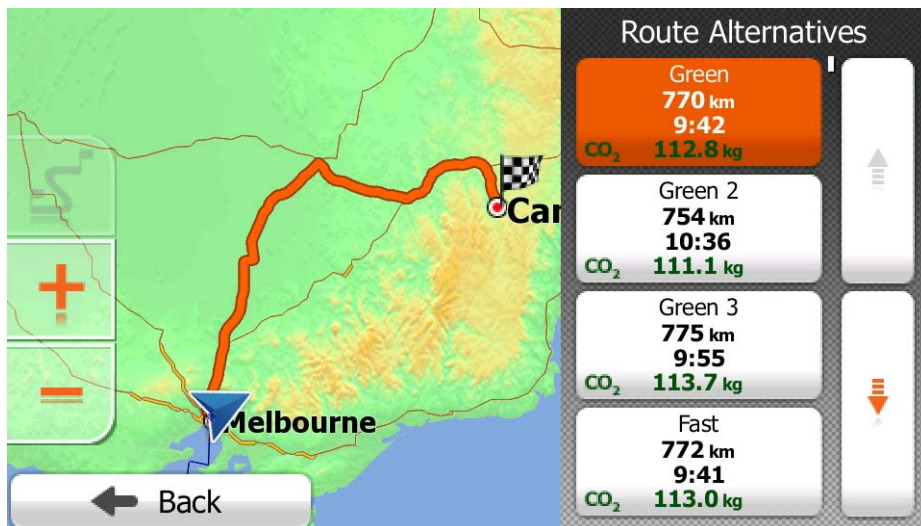 Route Alternatives
Green
770 km
9:42
CO₂ 112.8 kg
Green 2
754 km
10:36
CO₂ 111.1 kg
Green 3
775 km
9:55
CO₂ 113.7 kg
Fast
772 km
9:41
CO₂ 113.0 kg
Car
Melbourne
Back